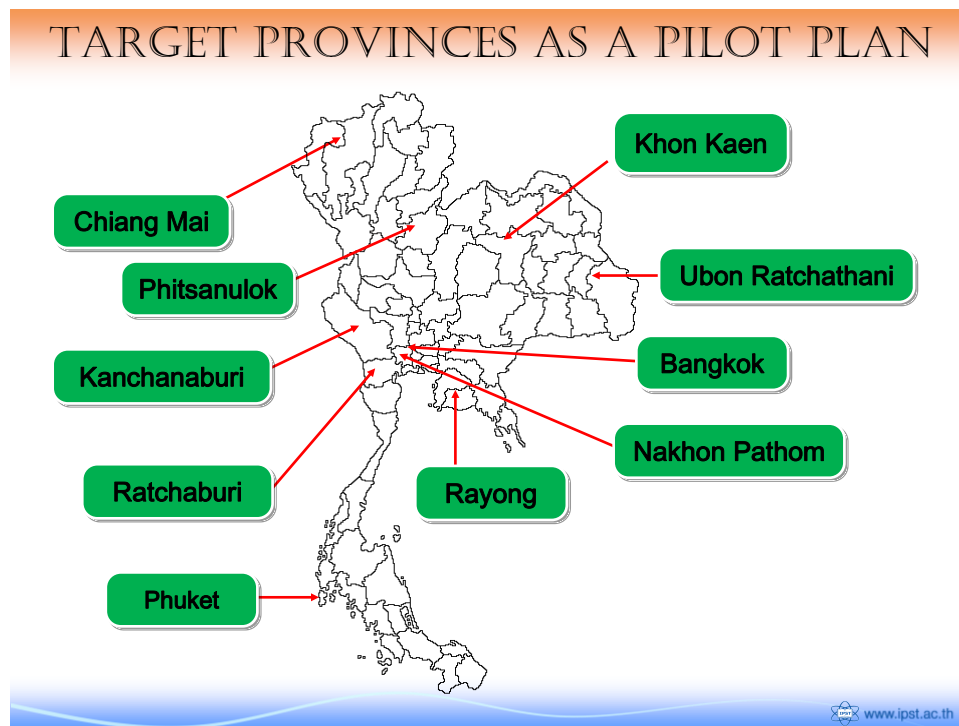 TARGET PROVINCES AS A PILOT PLAN
Khon Kaen
Chiang Mai
Phitsanulok
Ubon Ratchathani
Kanchanaburi
Bangkok
Nakhon Pathom
Ratchaburi
Rayong
Phuket
IPST
www.ipst.ac.th